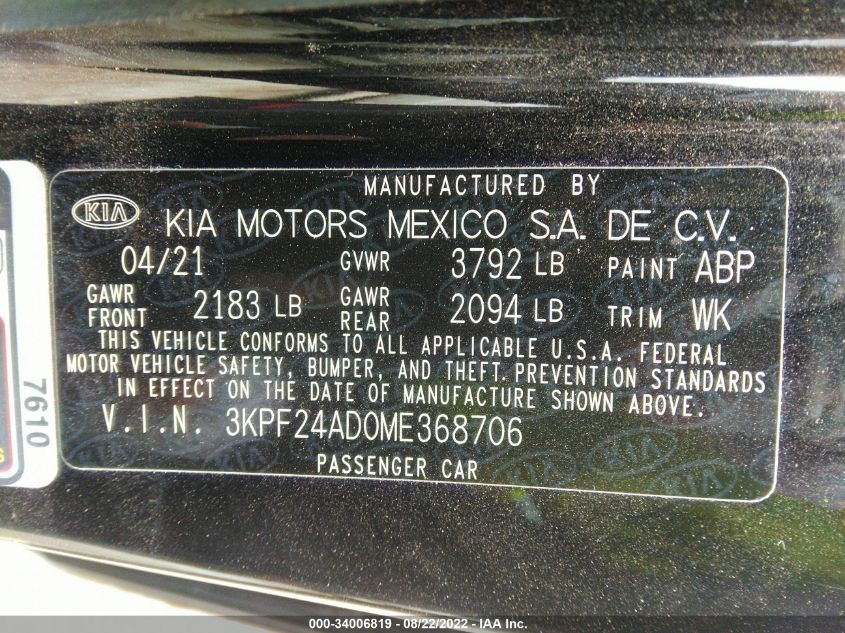 MANUFACTURED BY
KIA KIA MOTORS MEXICO S.A. DE C.V.
04/21 GVWR 3792 LB PAINT ABP
GAWR FRONT 2183 LB GAWR REAR 2094 LB TRIM WK
THIS VEHICLE CONFORMS TO ALL APPLICABLE U.S.A. FEDERAL
MOTOR VEHICLE SAFETY, BUMPER, AND THEFT PREVENTION STANDARDS
IN EFFECT ON THE DATE OF MANUFACTURE SHOWN ABOVE.
V.I.N. 3KPF24AD0ME368706
PASSENGER CAR
7610
000-34006819 - 08/22/2022 - IAA Inc.